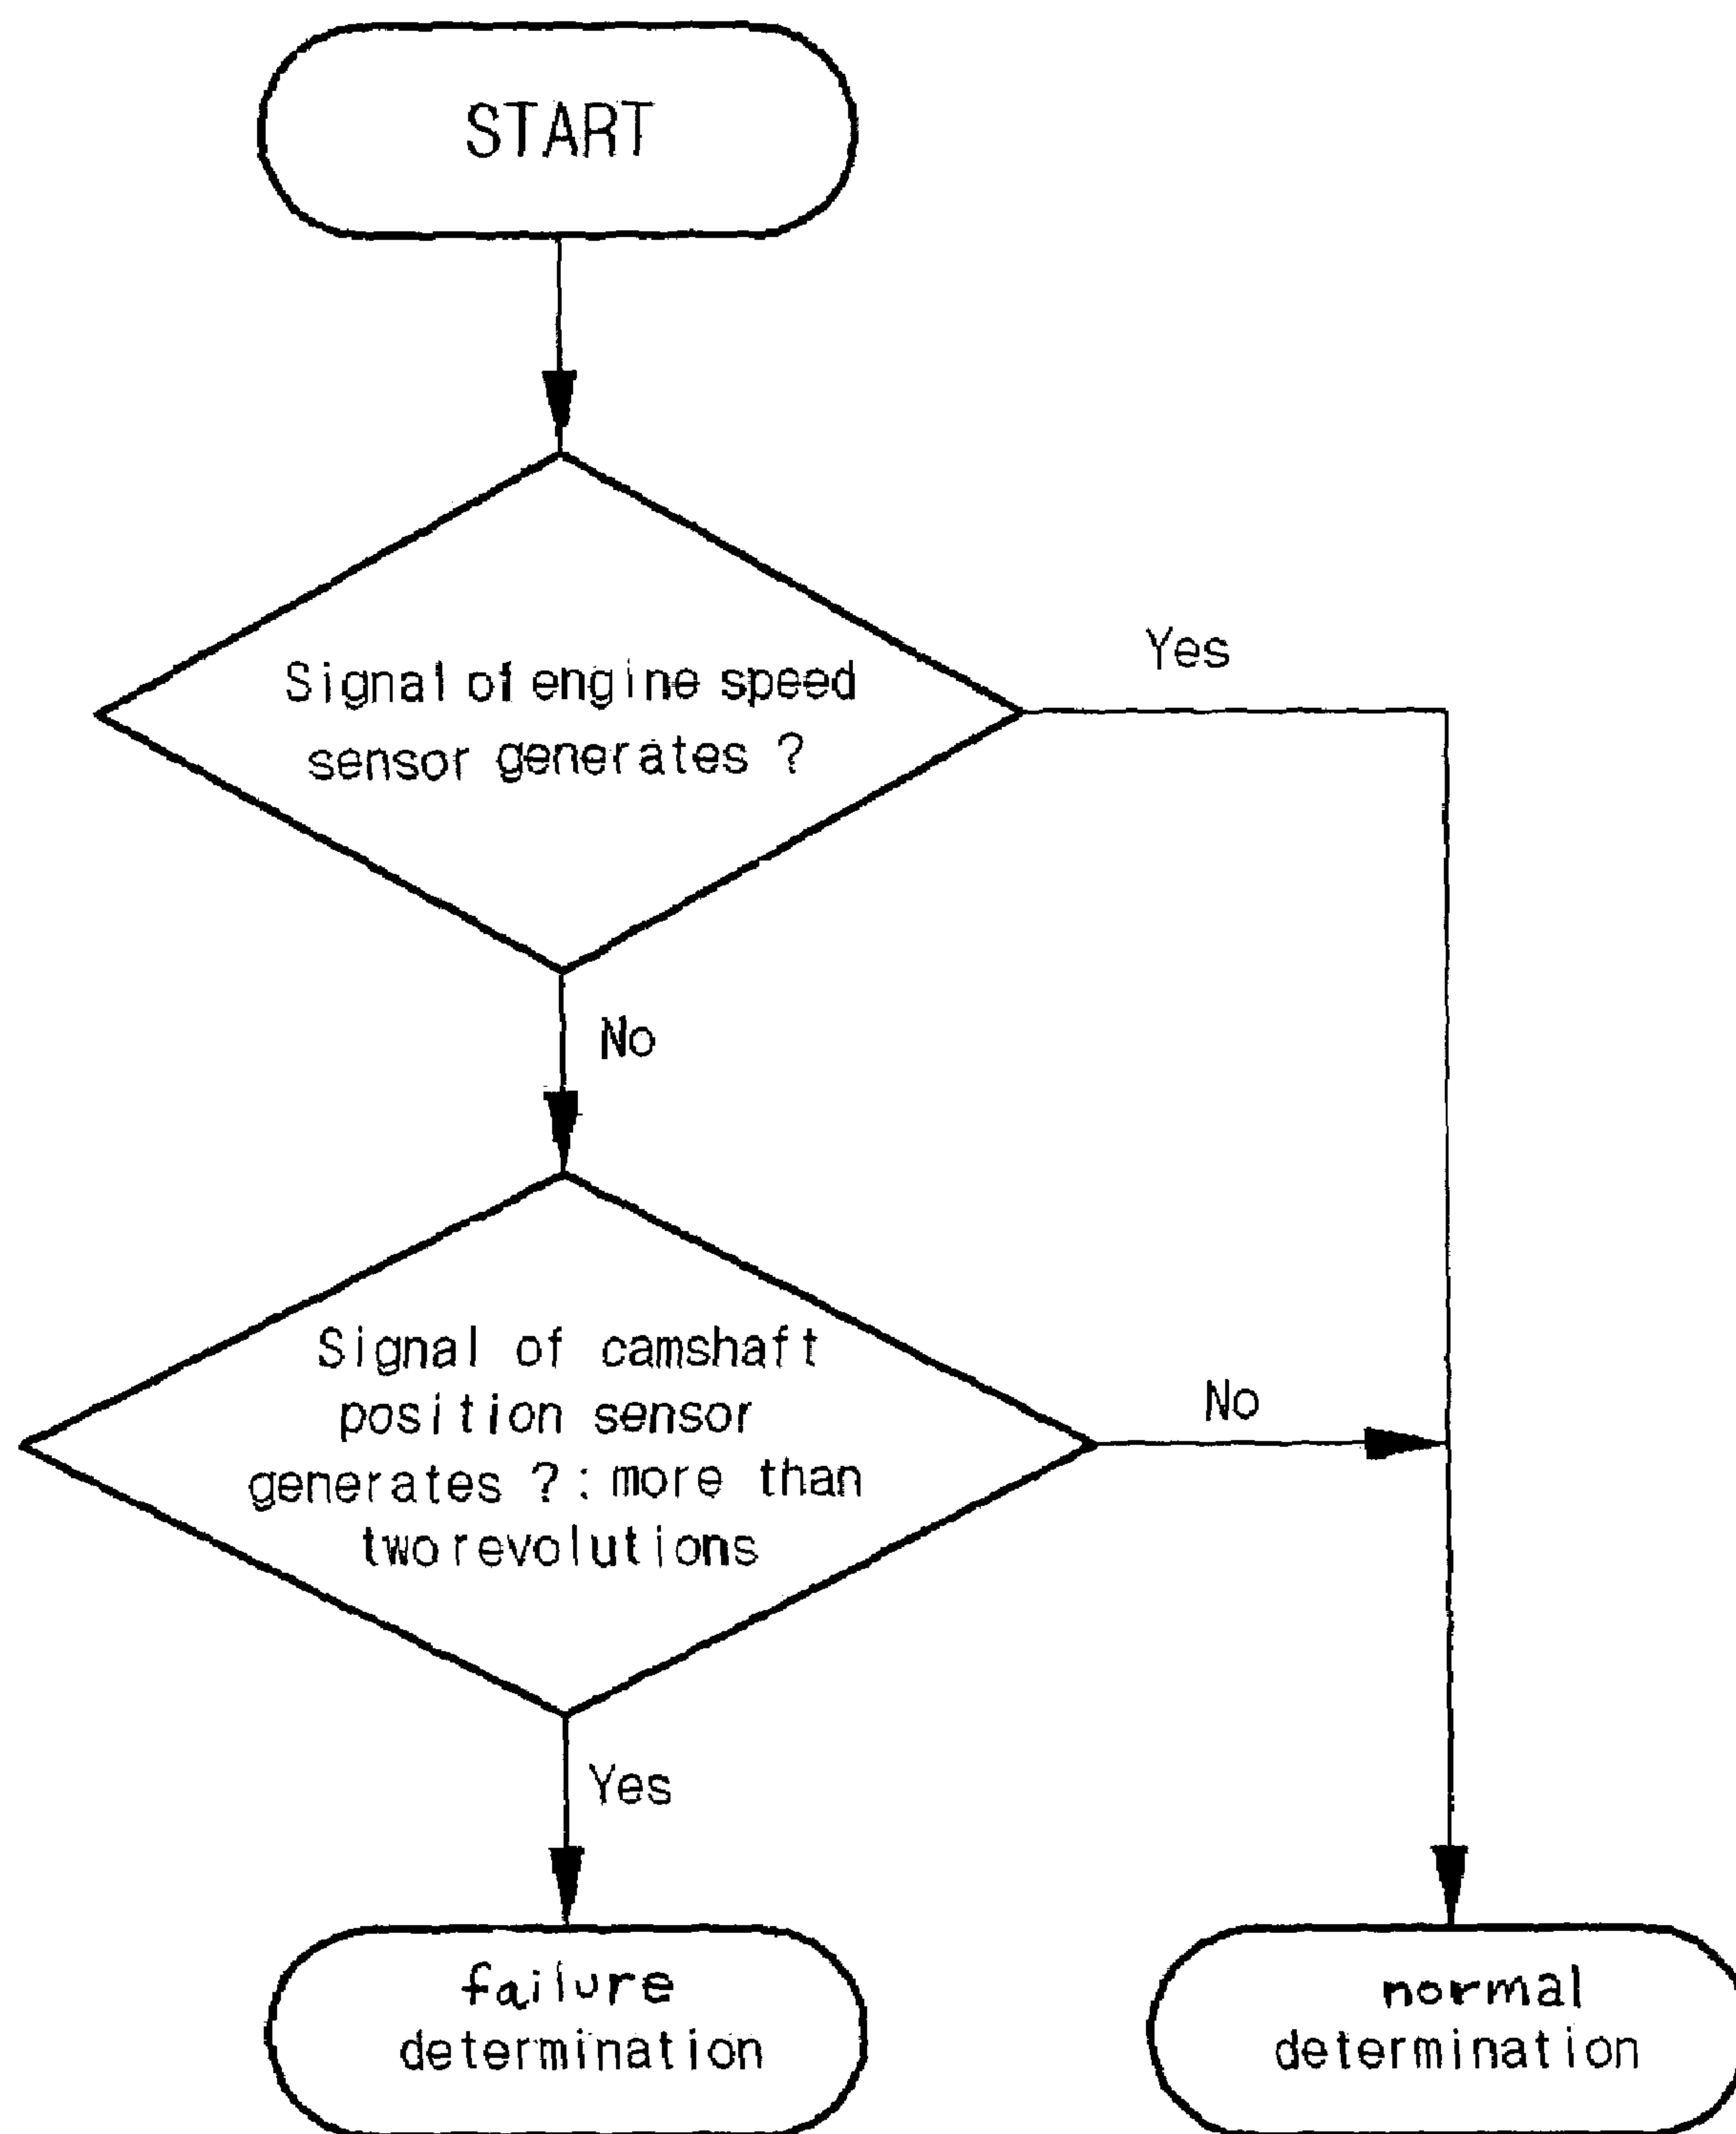 START
Yes
Signal of engine speed
sensor generates ?
No
Signal of camshaft
position sensor
generates ? : more than
two revolutions
No
Yes
failure
determination
normal
determination